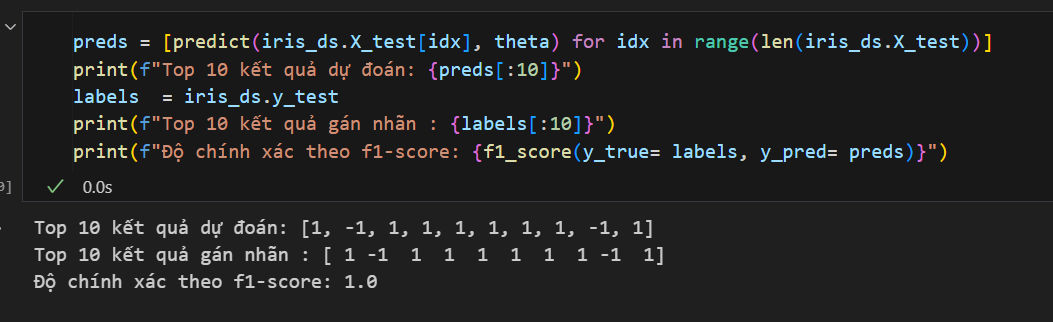 preds = [predict(iris_ds.X_test[idx], theta) for idx in range(len(iris_ds.X_test))]
print(f"Top 10 kết quả dự đoán: {preds[:10]}")
labels  = iris_ds.y_test
print(f"Top 10 kết quả gán nhãn : {labels[:10]}")
print(f"Độ chính xác theo f1-score: {f1_score(y_true= labels, y_pred= preds)}")
0.0s
Top 10 kết quả dự đoán: [1, -1, 1, 1, 1, 1, 1, 1, -1, 1]
Top 10 kết quả gán nhãn : [ 1 -1  1  1  1  1  1  1 -1  1]
Độ chính xác theo f1-score: 1.0